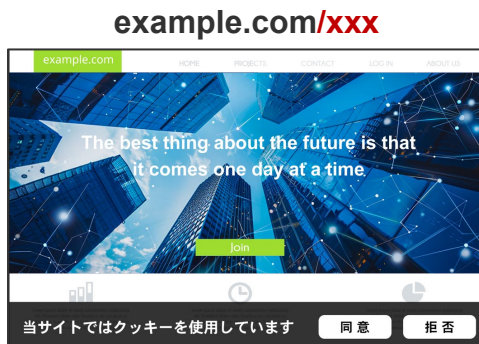 example.com/xxx
example.com
HOME PROJECTS CONTACT LOG IN ABOUT US
The best thing about the future is that
it comes one day at a time
Join
当サイトではクッキーを使用しています 同意 拒否